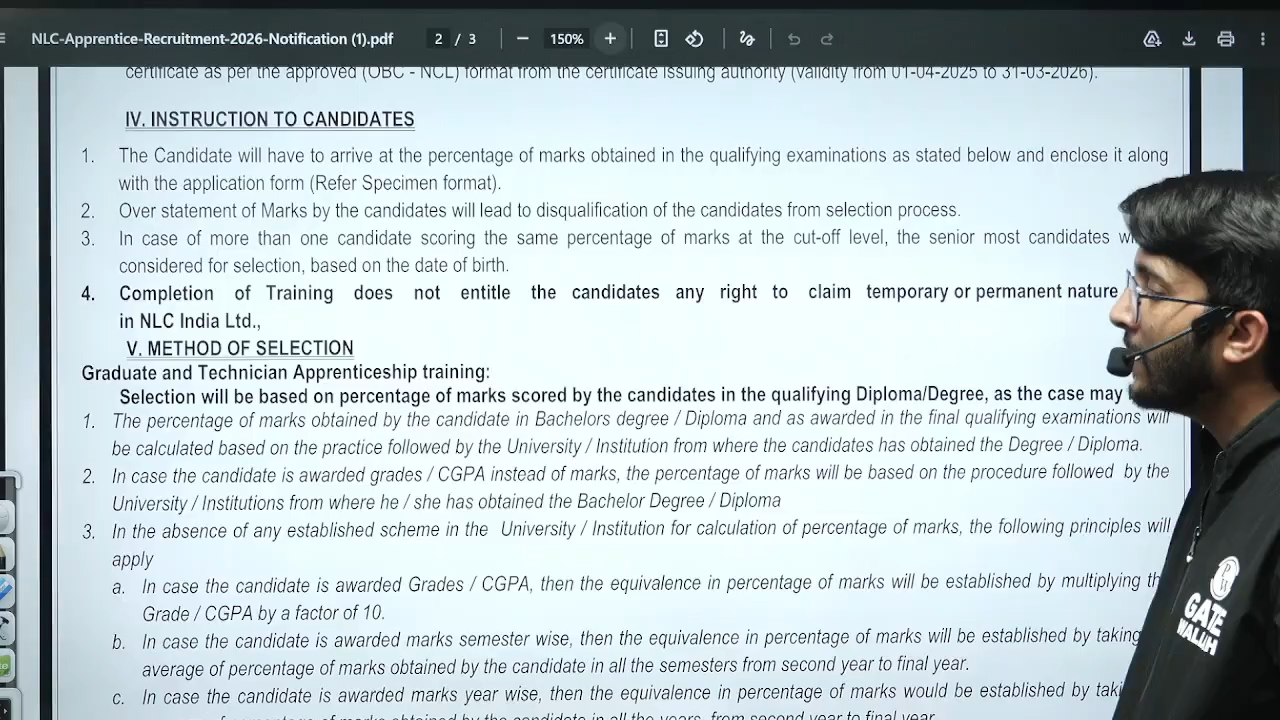 NLC-Apprentice-Recruitment-2026-Notification (1).pdf 2 / 3 150%
certificate as per the approved (OBC - NCL) format from the certificate issuing authority (validity from 01-04-2025 to 31-03-2026).
IV. INSTRUCTION TO CANDIDATES
1. The Candidate will have to arrive at the percentage of marks obtained in the qualifying examinations as stated below and enclose it along
with the application form (Refer Specimen format).
2. Over statement of Marks by the candidates will lead to disqualification of the candidates from selection process.
3. In case of more than one candidate scoring the same percentage of marks at the cut-off level, the senior most candidates
considered for selection, based on the date of birth.
4. Completion of Training does not entitle the candidates any right to claim temporary or permanent nature
in NLC India Ltd.,
V. METHOD OF SELECTION
Graduate and Technician Apprenticeship training:
Selection will be based on percentage of marks scored by the candidates in the qualifying Diploma/Degree, as the case may
1. The percentage of marks obtained by the candidate in Bachelors degree / Diploma and as awarded in the final qualifying examinations will
be calculated based on the practice followed by the University / Institution from where the candidates has obtained the Degree / Diploma.
2. In case the candidate is awarded grades / CGPA instead of marks, the percentage of marks will be based on the procedure followed by the
University / Institutions from where he / she has obtained the Bachelor Degree / Diploma
3. In the absence of any established scheme in the University / Institution for calculation of percentage of marks, the following principles will
apply
a. In case the candidate is awarded Grades / CGPA, then the equivalence in percentage of marks will be established by multiplying
Grade / CGPA by a factor of 10.
b. In case the candidate is awarded marks semester wise, then the equivalence in percentage of marks will be established by taking
average of percentage of marks obtained by the candidate in all the semesters from second year to final year.
c. In case the candidate is awarded marks year wise, then the equivalence in percentage of marks would be established by
of percentage of marks obtained by the candidate in all the years from second year to final year
GATE
WALLAH